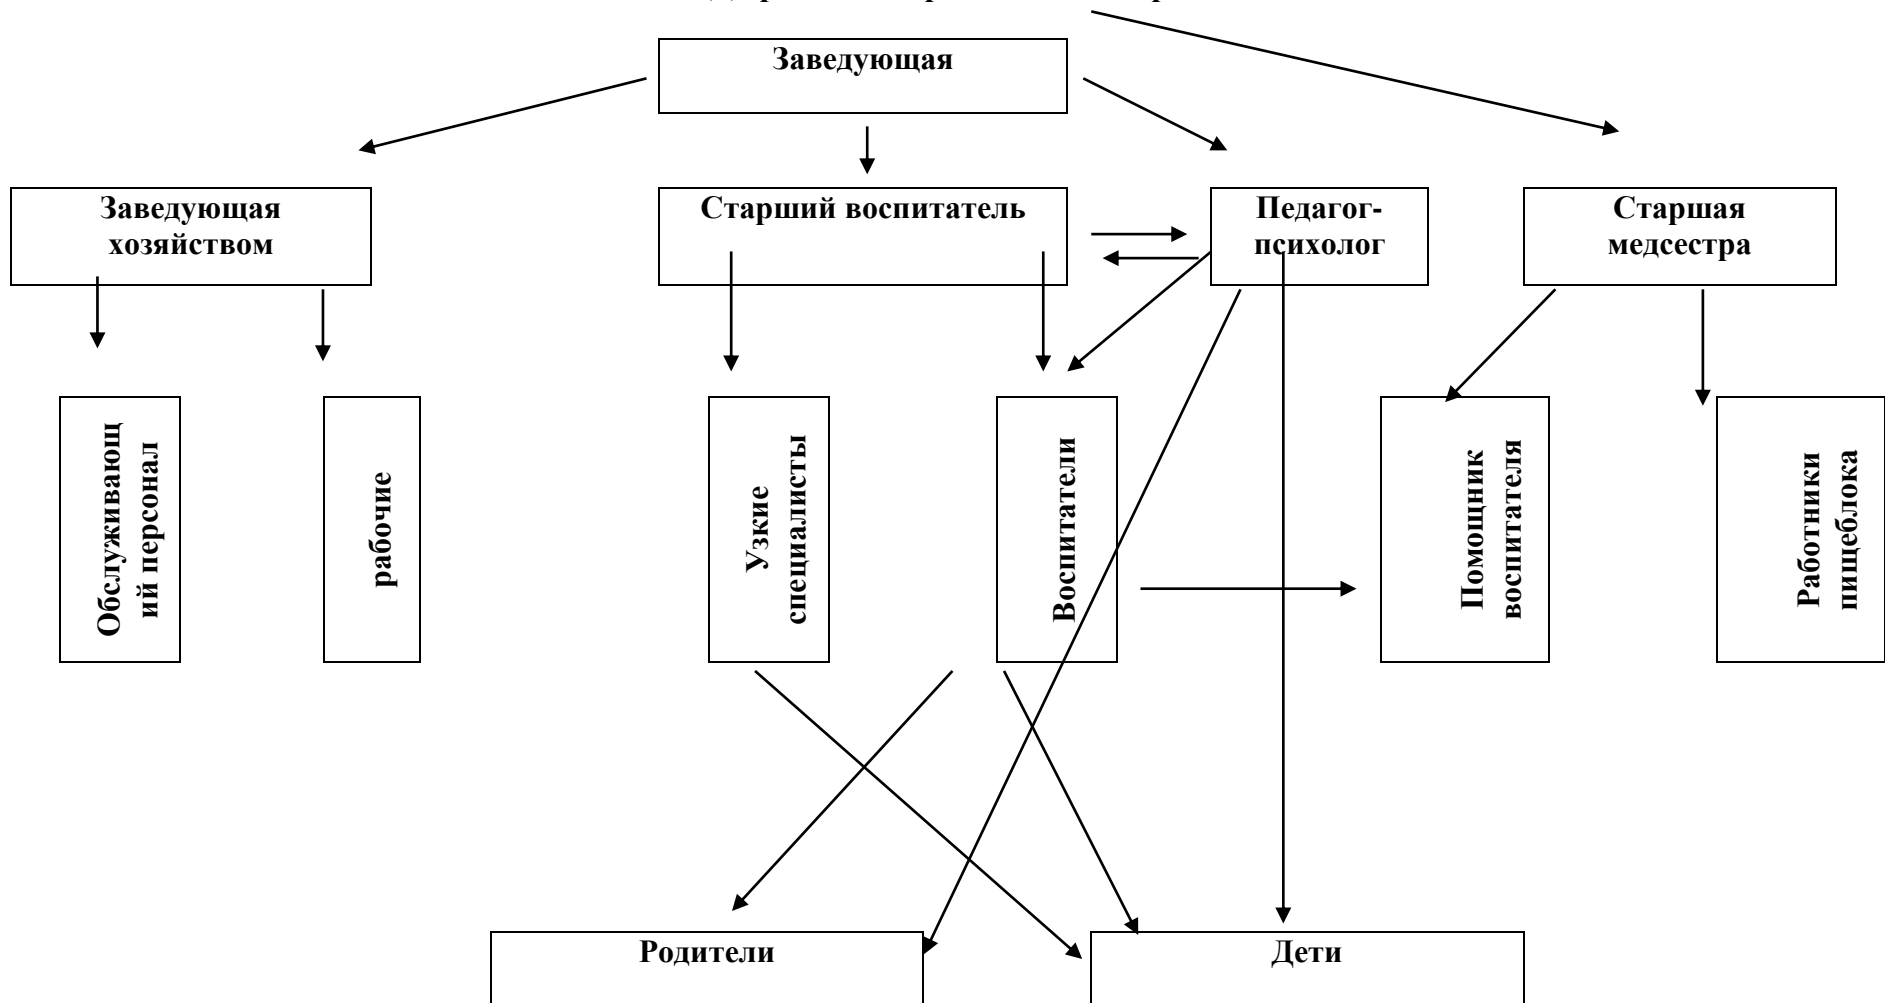 Заведующая
Заведующая
хозяйством
Старший воспитатель
Педагог-
психолог
Старшая
медсестра
Обслуживающ
ий персонал
рабочие
Узкие
специалисты
Воспитатели
Помощник
воспитателя
Работники
пищеблока
Родители
Дети